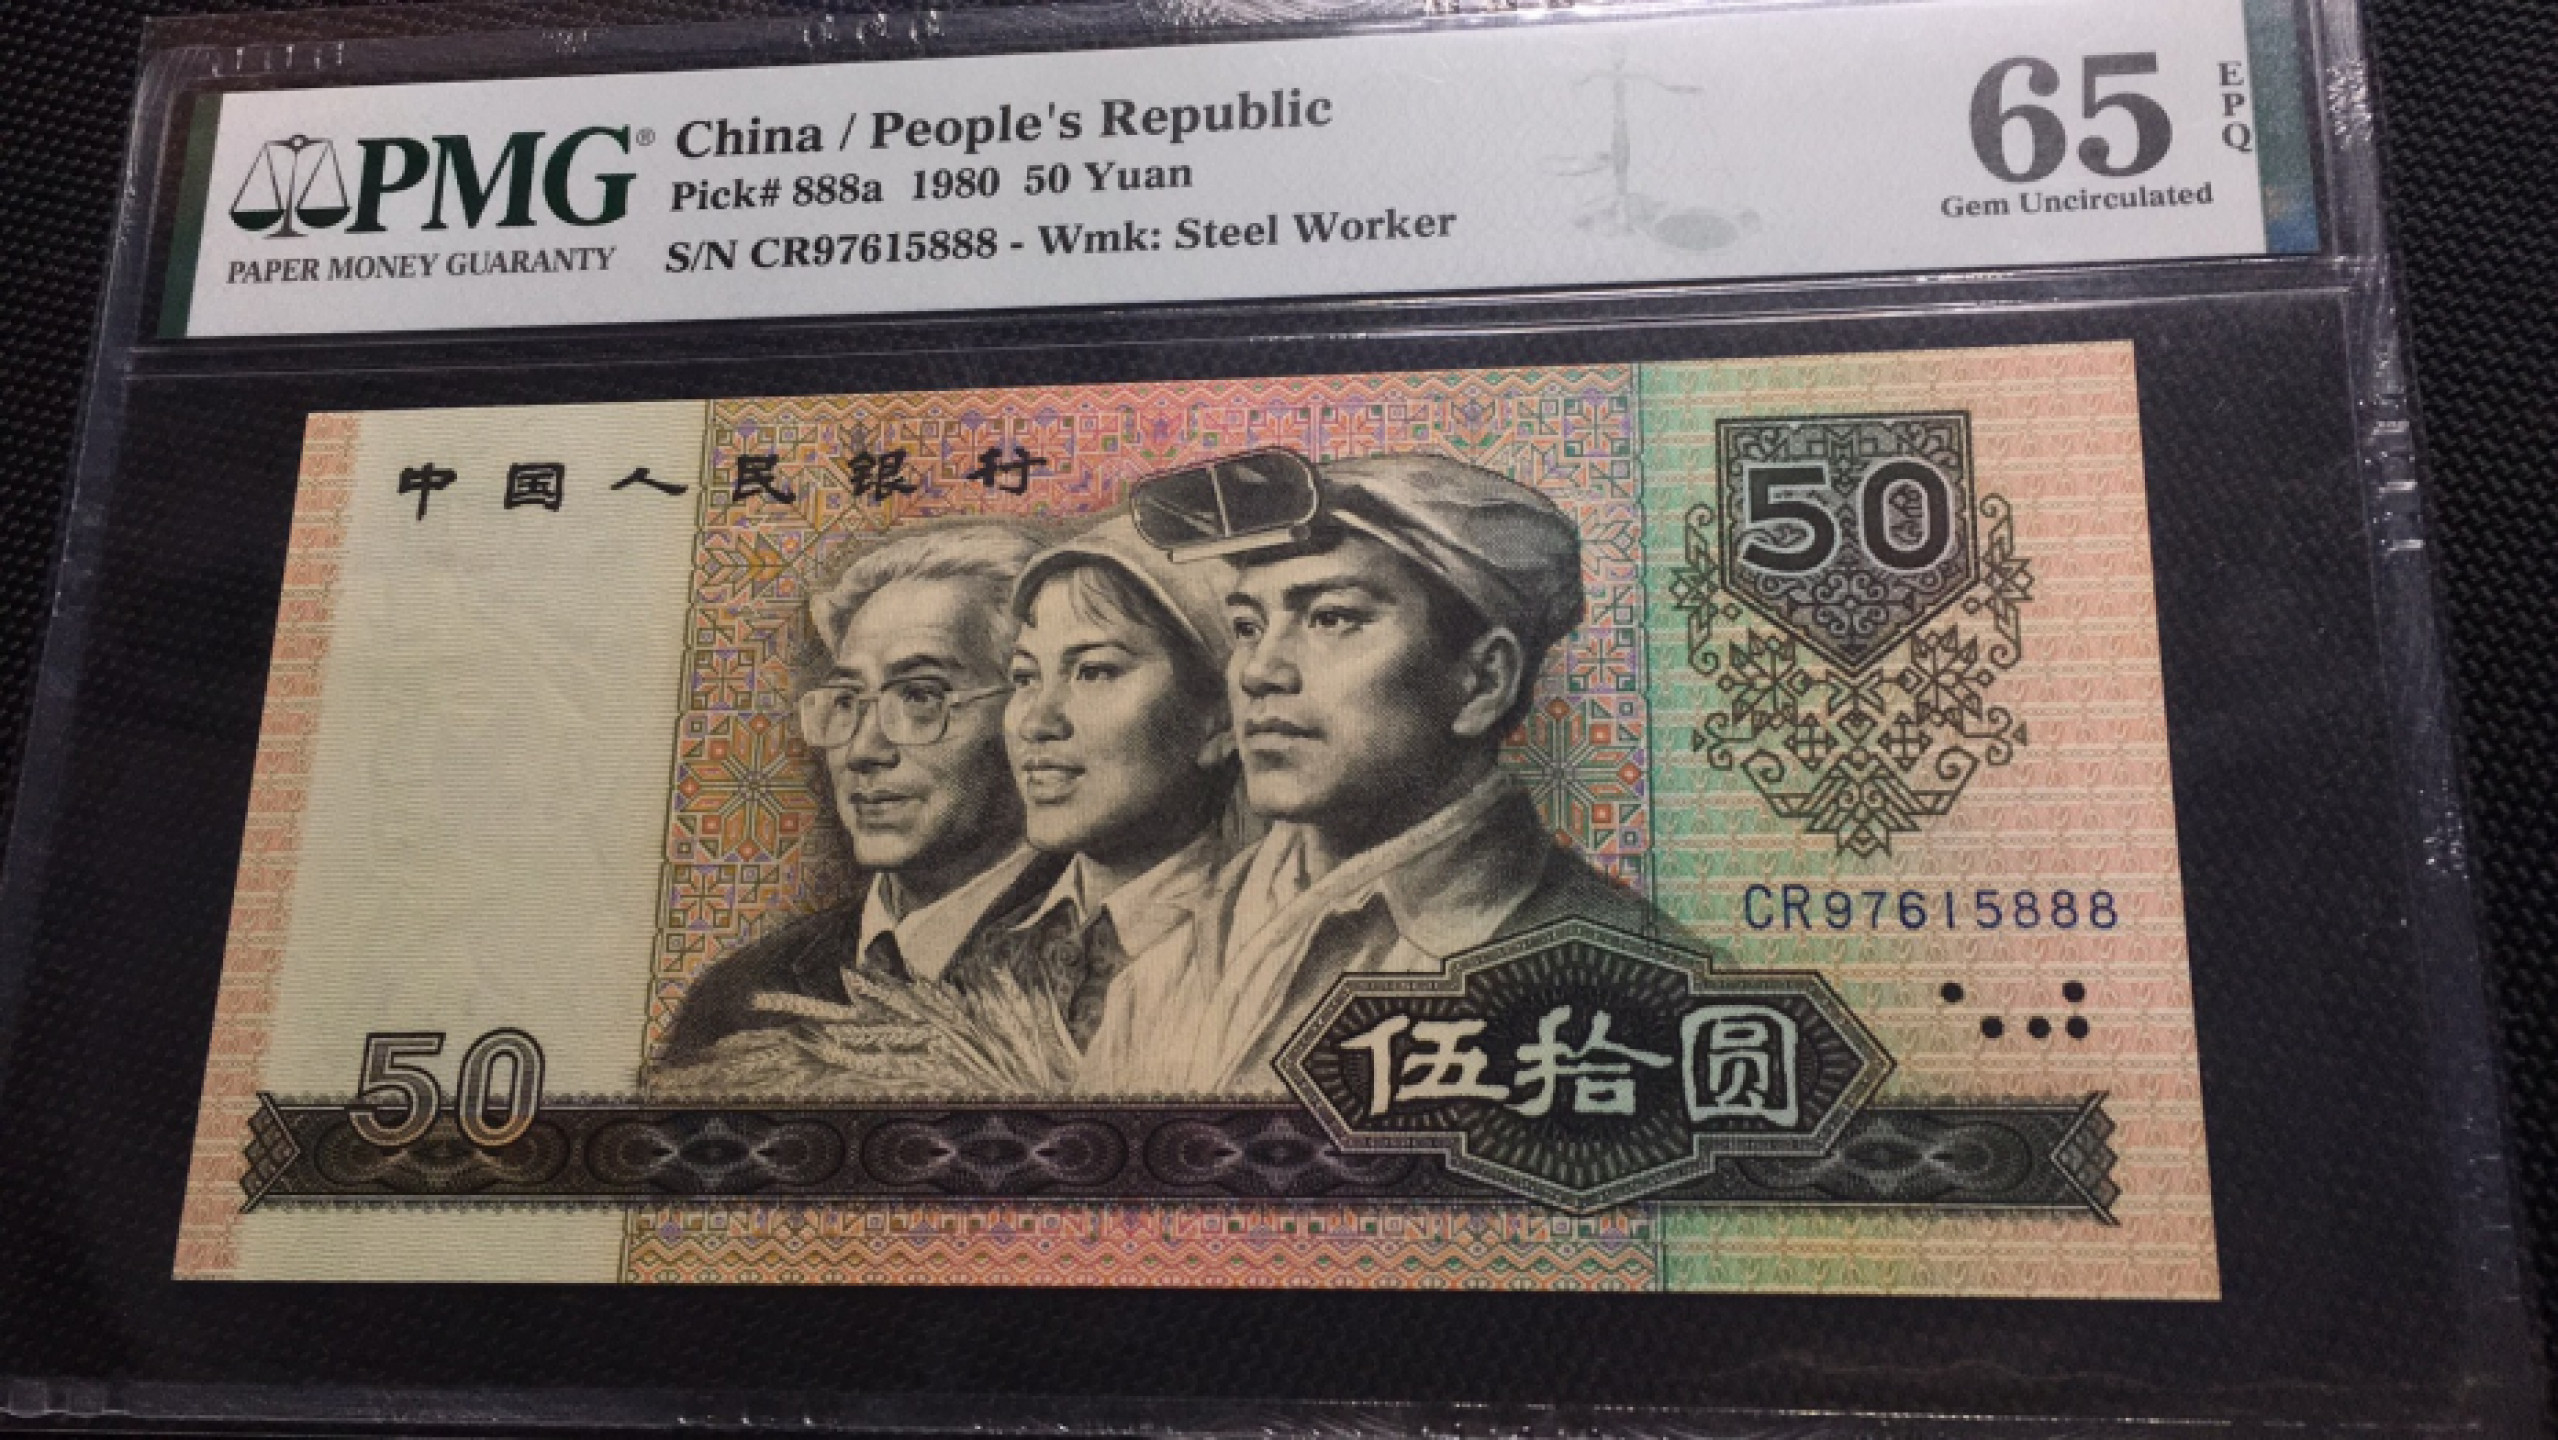 PMG®
PAPER MONEY GUARANTY
China / People's Republic
Pick# 888a 1980 50 Yuan
S/N CR97615888 - Wmk: Steel Worker
65
EPQ
Gem Uncirculated
中国人民银行
50
CR97615888
50
伍拾圆